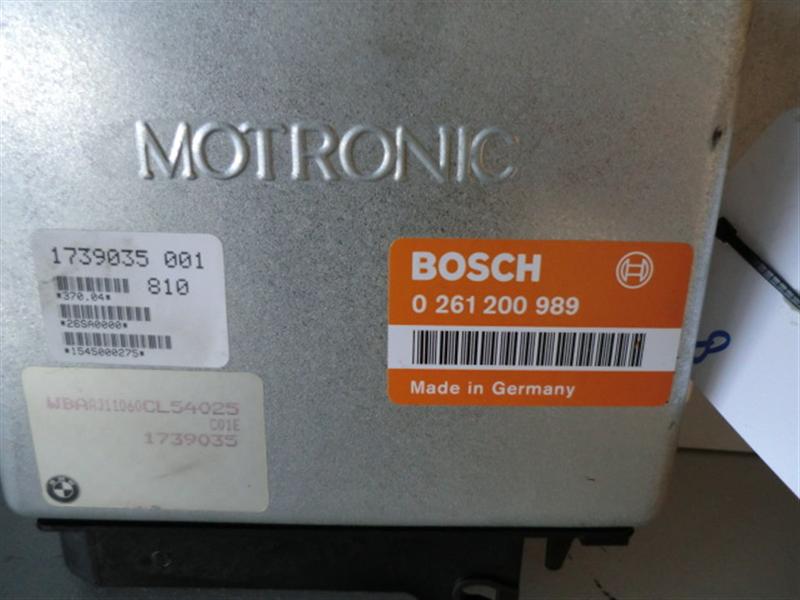 MOTRONIC
1739035 001
810
*370.04*
*26SA0000*
*1545000275*
BOSCH
0 261 200 989
Made in Germany
WBAAJ11060CL54025
C01E
1739035
8